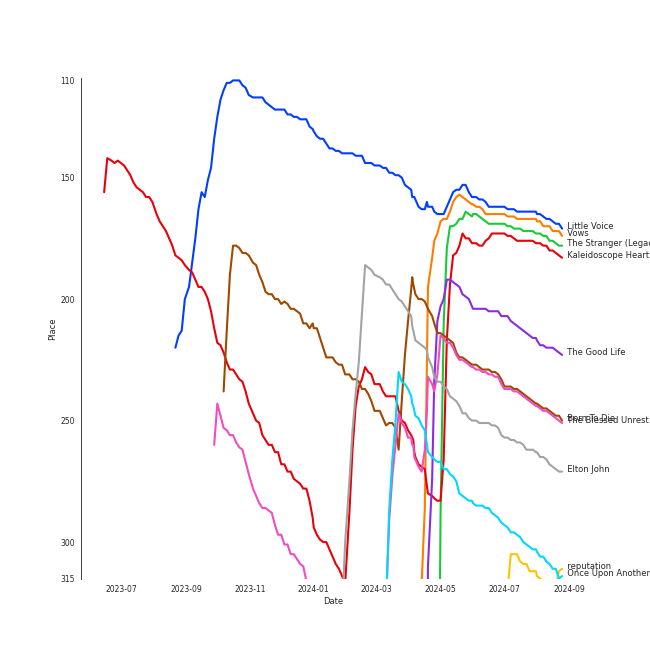 110
150
200
250
300
315
Place
2023-07
2023-09
2023-11
2024-01
2024-03
2024-05
2024-07
2024-09
Date
Little Voice
Vows
The Stranger (Legac
Kaleidoscope Heart
The Good Life
Born To Die
The Blessed Unrest
Elton John
reputation
Once Upon Another